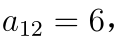 a₁₂ = 6,